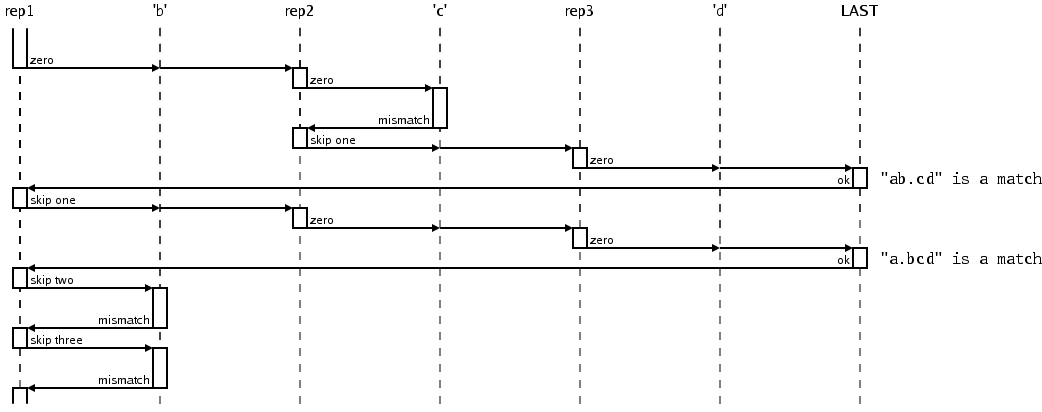 rep1 'b' rep2 'c' rep3 'd' LAST
zero
zero
mismatch
skip one
zero
ok "ab.cd" is a match
skip one
zero
zero
ok "a.bcd" is a match
skip two
mismatch
skip three
mismatch